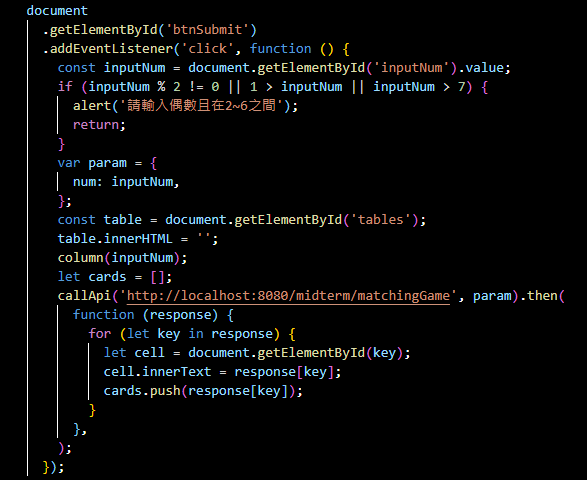 document
  .getElementById('btnSubmit')
  .addEventListener('click', function () {
    const inputNum = document.getElementById('inputNum').value;
    if (inputNum % 2 != 0 || 1 > inputNum || inputNum > 7) {
      alert('請輸入偶數且在2~6之間');
      return;
    }
    var param = {
      num: inputNum,
    };
    const table = document.getElementById('tables');
    table.innerHTML = '';
    column(inputNum);
    let cards = [];
    callApi('http://localhost:8080/midterm/matchingGame', param).then(
      function (response) {
        for (let key in response) {
          let cell = document.getElementById(key);
          cell.innerText = response[key];
          cards.push(response[key]);
        }
      },
    );
  });